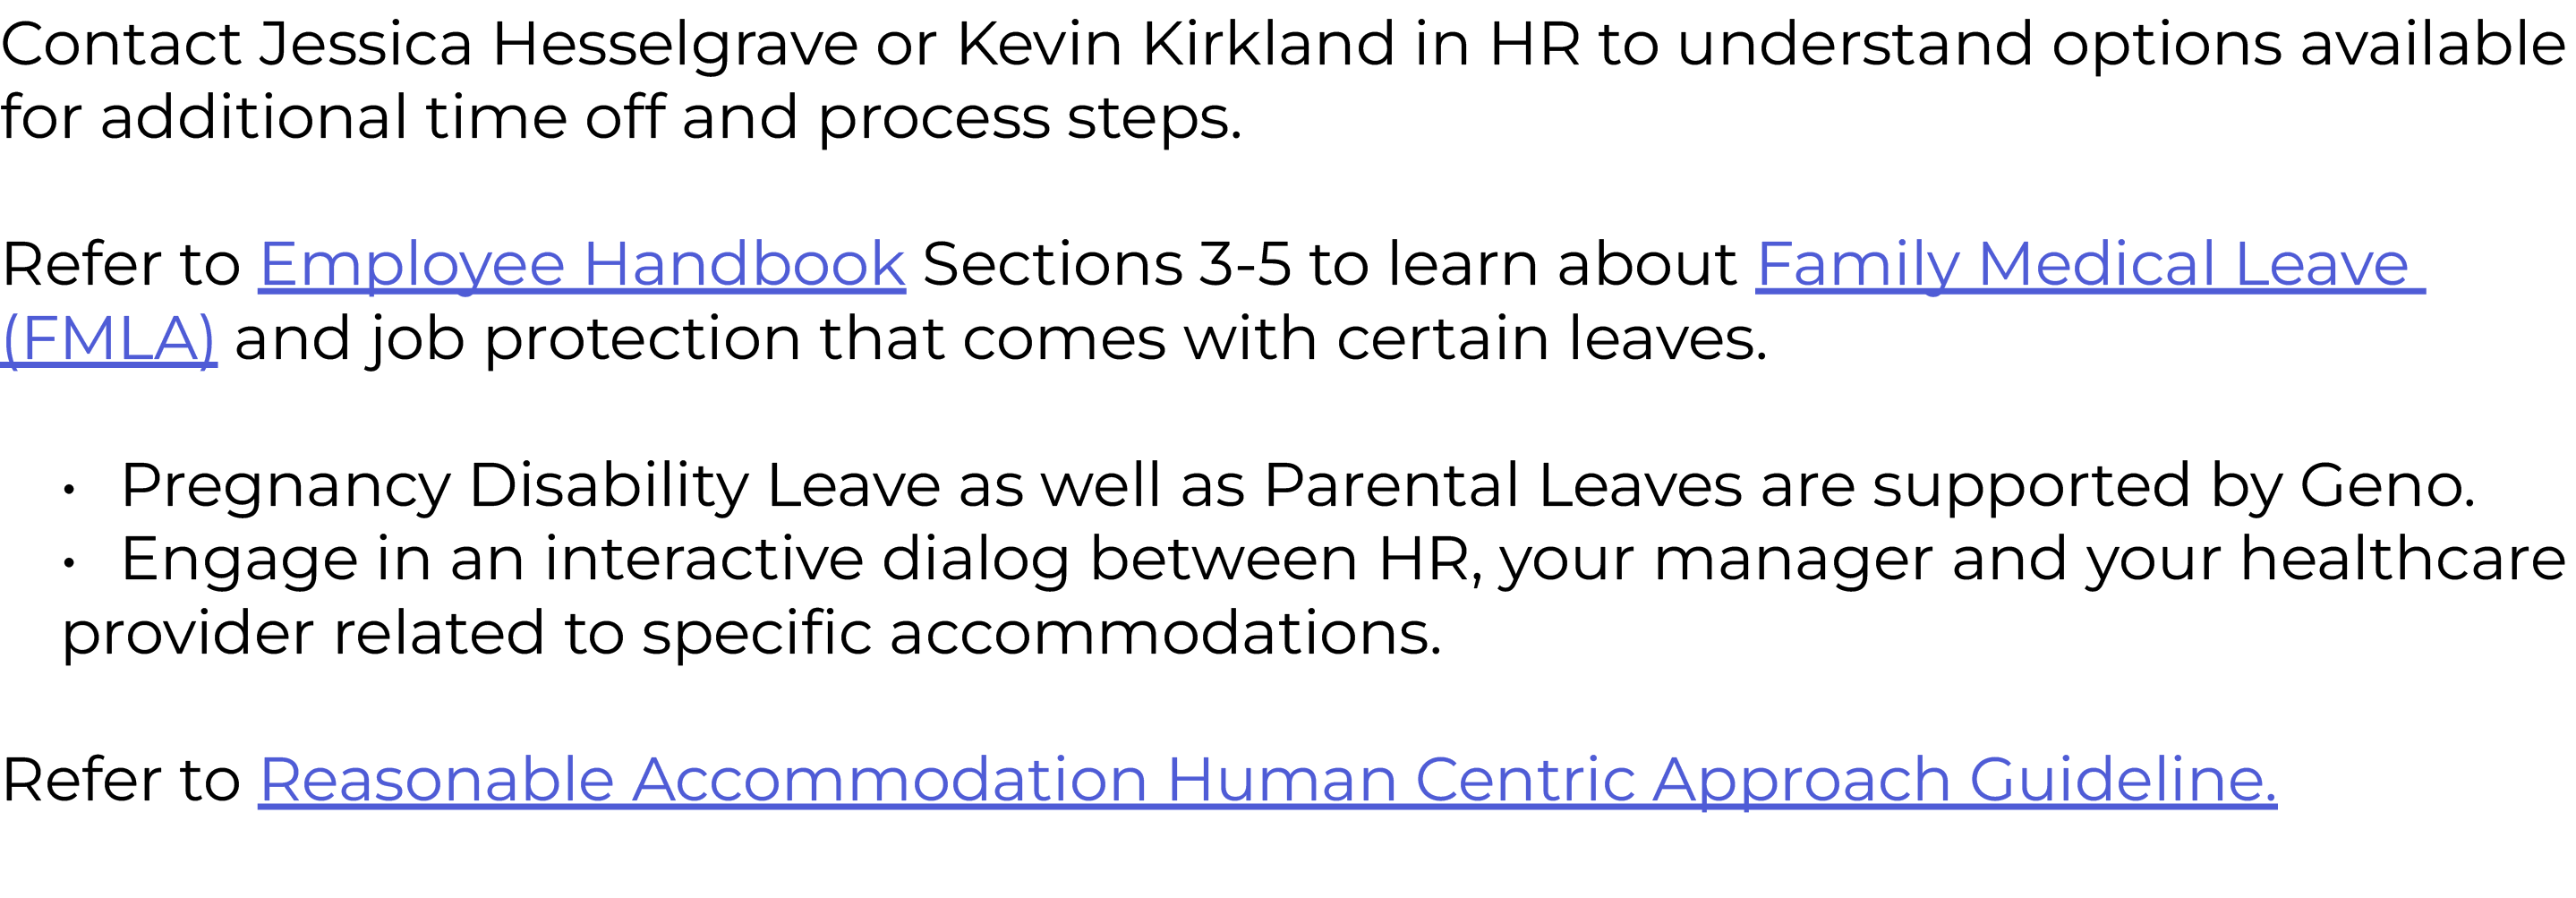 Contact Jessica Hesselgrave or Kevin Kirkland in HR to understand options available
for additional time off and process steps.
Refer to Employee Handbook Sections 3-5 to learn about Family Medical Leave
(FMLA) and job protection that comes with certain leaves.
• Pregnancy Disability Leave as well as Parental Leaves are supported by Geno.
• Engage in an interactive dialog between HR, your manager and your healthcare
provider related to specific accommodations.
Refer to Reasonable Accommodation Human Centric Approach Guideline.